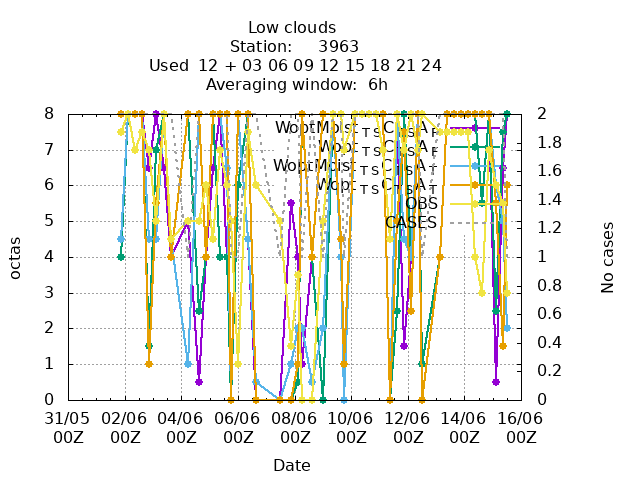 Low clouds
Station: 3963
Used 12 + 03 06 09 12 15 18 21 24
Averaging window: 6h
8 2
7 1.8
6 1.6
5 1.4
1.2
4 1
3 0.8
2 0.6
0.4
1 0.2
0 0
OBS
CASES
octas
No cases
31/05 02/06 04/06 06/06 08/06 10/06 12/06 14/06 16/06
00Z 00Z 00Z 00Z 00Z 00Z 00Z 00Z 00Z
Date